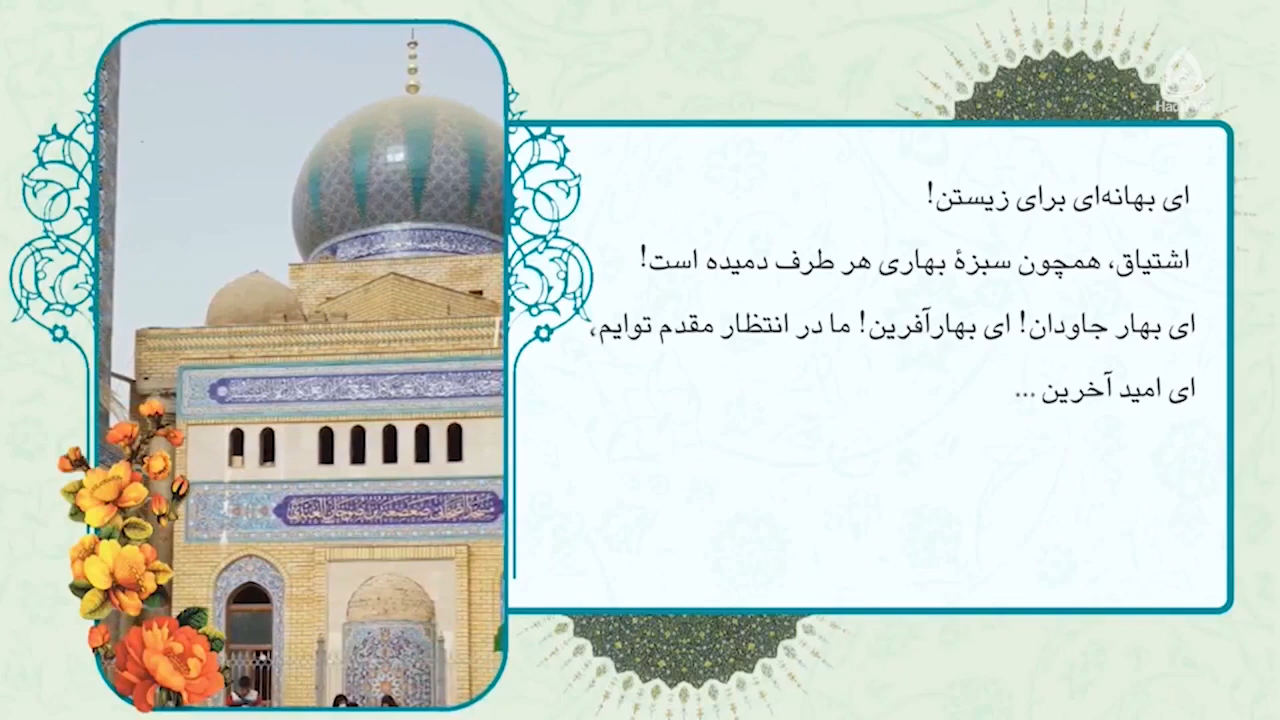 ای بهانه‌ای برای زیستن!
اشتیاق، همچون سبزهٔ بهاری هر طرف دمیده است!
ای بهار جاودان! ای بهارآفرین! ما در انتظار مقدم توایم،
ای امید آخرین ...